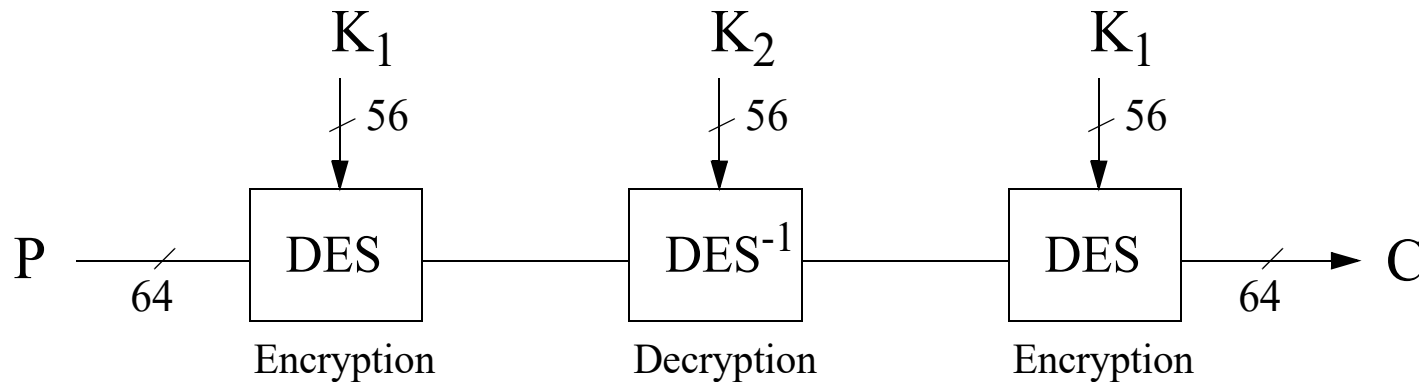 K₁ K₂ K₁
56 56 56
P DES DES⁻¹ DES C
64 64
Encryption Decryption Encryption